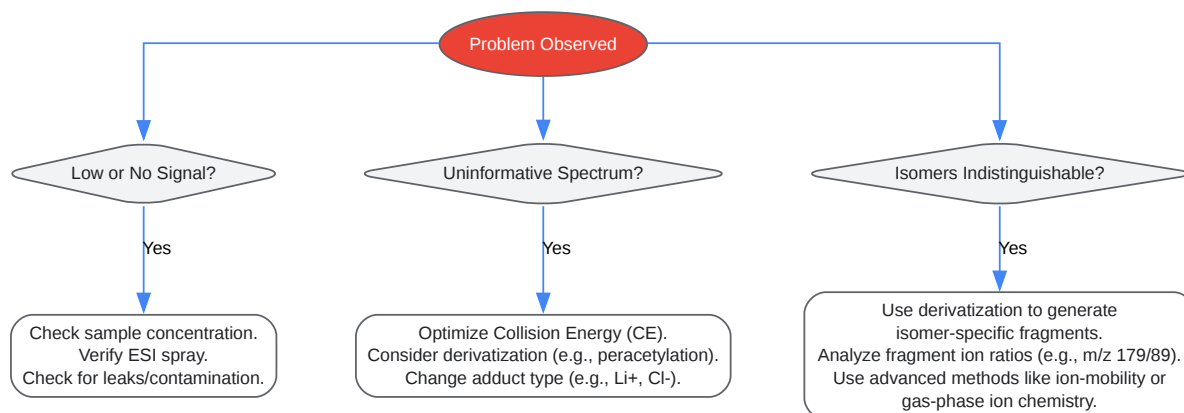 Problem Observed
Low or No Signal?
Uninformative Spectrum?
Isomers Indistinguishable?
Yes
Yes
Yes
Check sample concentration.
Verify ESI spray.
Check for leaks/contamination.
Optimize Collision Energy (CE).
Consider derivatization (e.g., peracetylation).
Change adduct type (e.g., Li+, Cl-).
Use derivatization to generate
isomer-specific fragments.
Analyze fragment ion ratios (e.g., m/z 179/89).
Use advanced methods like ion-mobility or
gas-phase ion chemistry.